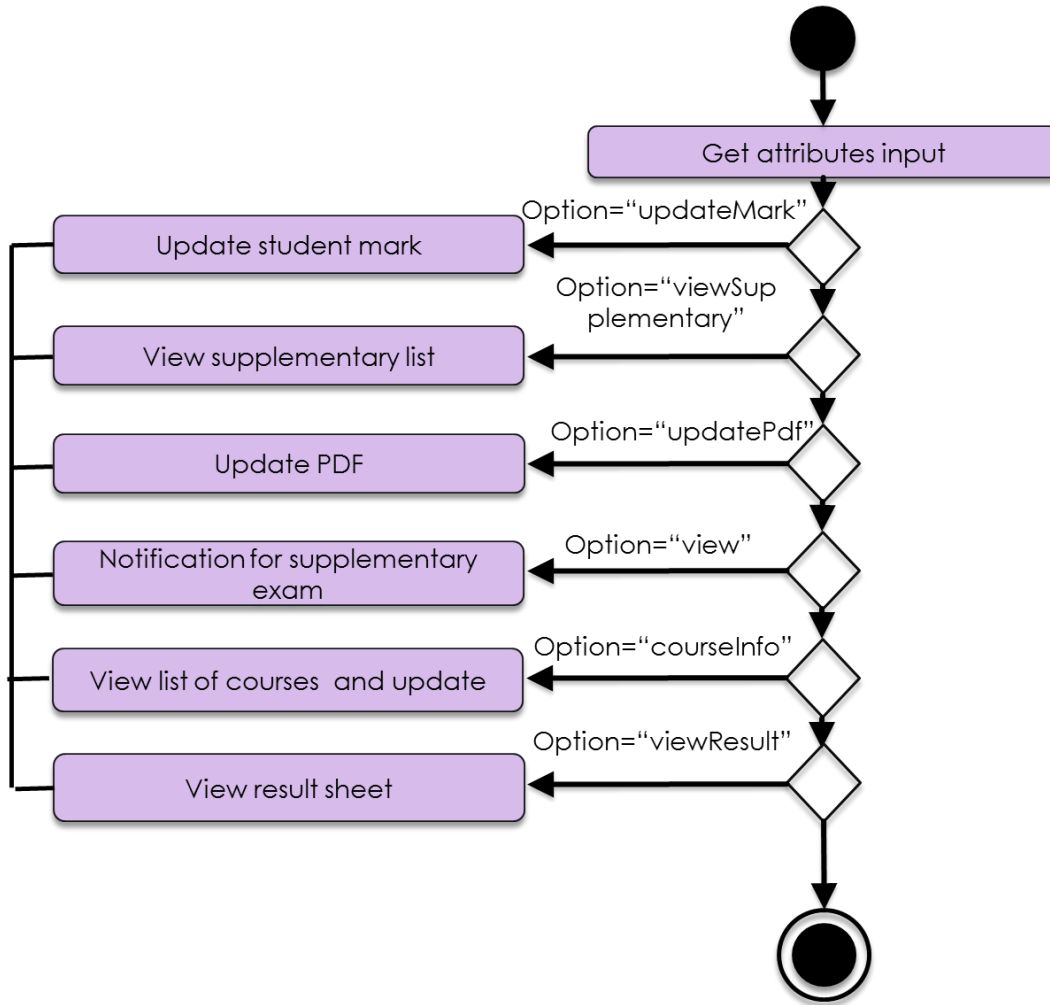 Get attributes input
Option=“updateMark”
Update student mark
Option=“viewSup
plementary”
View supplementary list
Option=“updatePdf”
Update PDF
Option=“view”
Notification for supplementary
exam
Option=“courseInfo”
View list of courses  and update
Option=“viewResult”
View result sheet